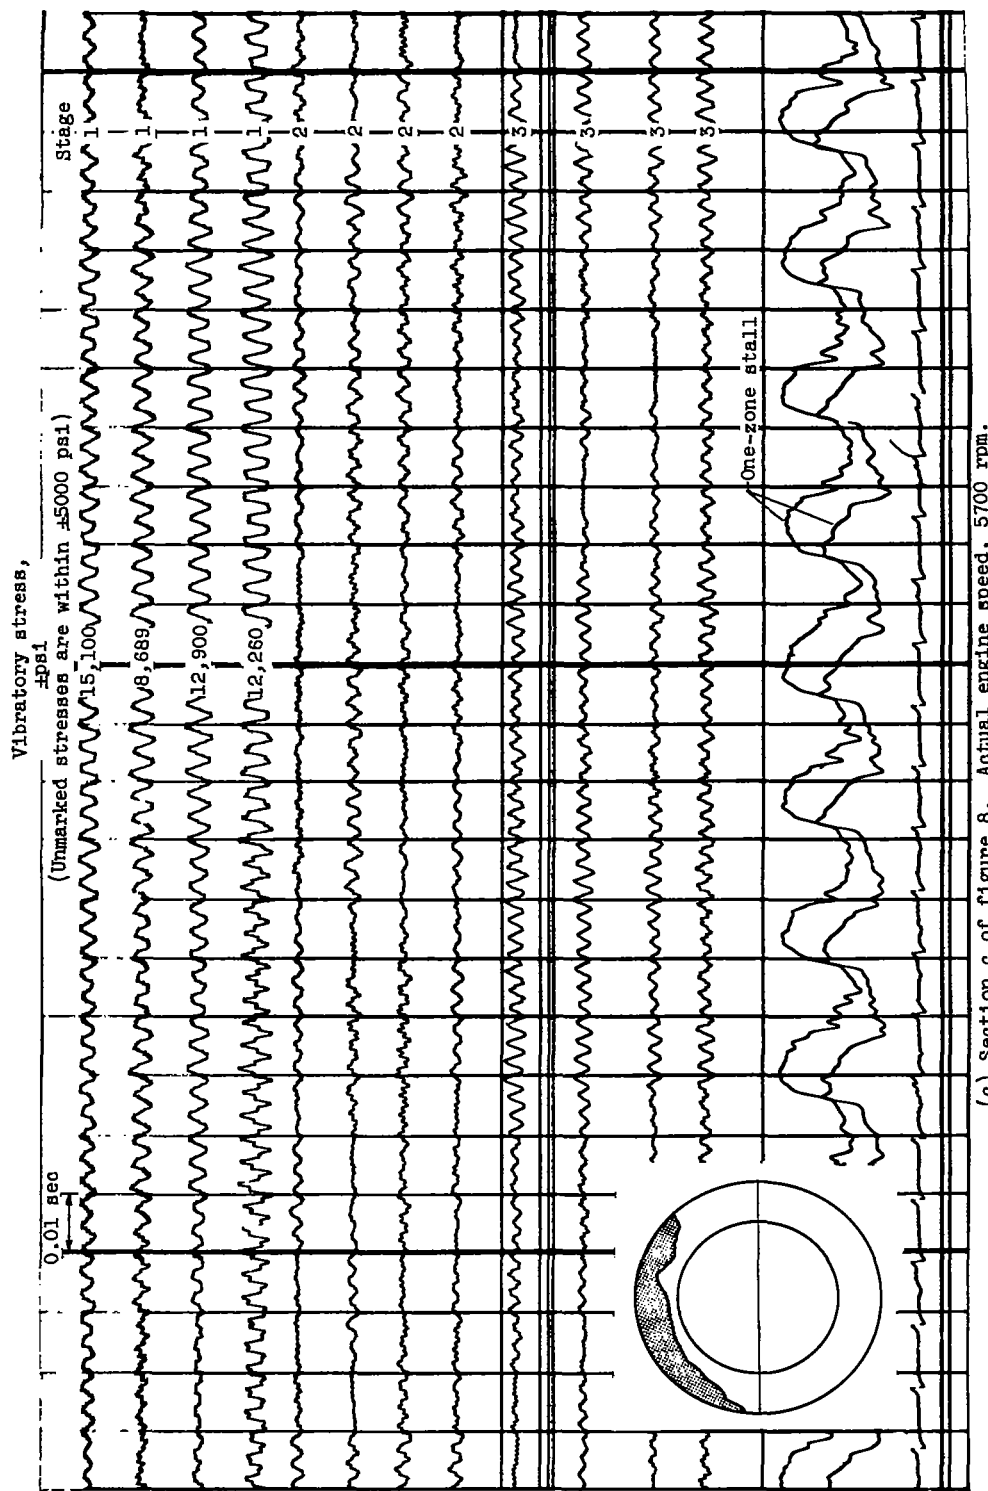 Vibratory stress,
±psi
(Unmarked stresses are within ±5000 psi)
Stage
1
1
1
1
2
2
2
2
3
3
3
3
15,100
8,689
12,900
12,260
0.01 sec
One-zone stall
(c) Section c of figure 8. Actual engine speed, 5700 rpm.